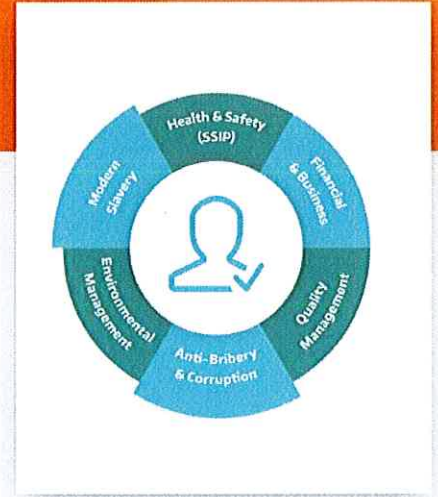 Health & Safety
(SSIP)
Financial
& Business
Quality
Management
Anti-Bribery
& Corruption
Environmental
Management
Modern
Slavery